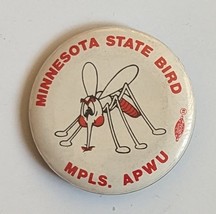 MINNESOTA STATE BIRD
MPLS. APWU